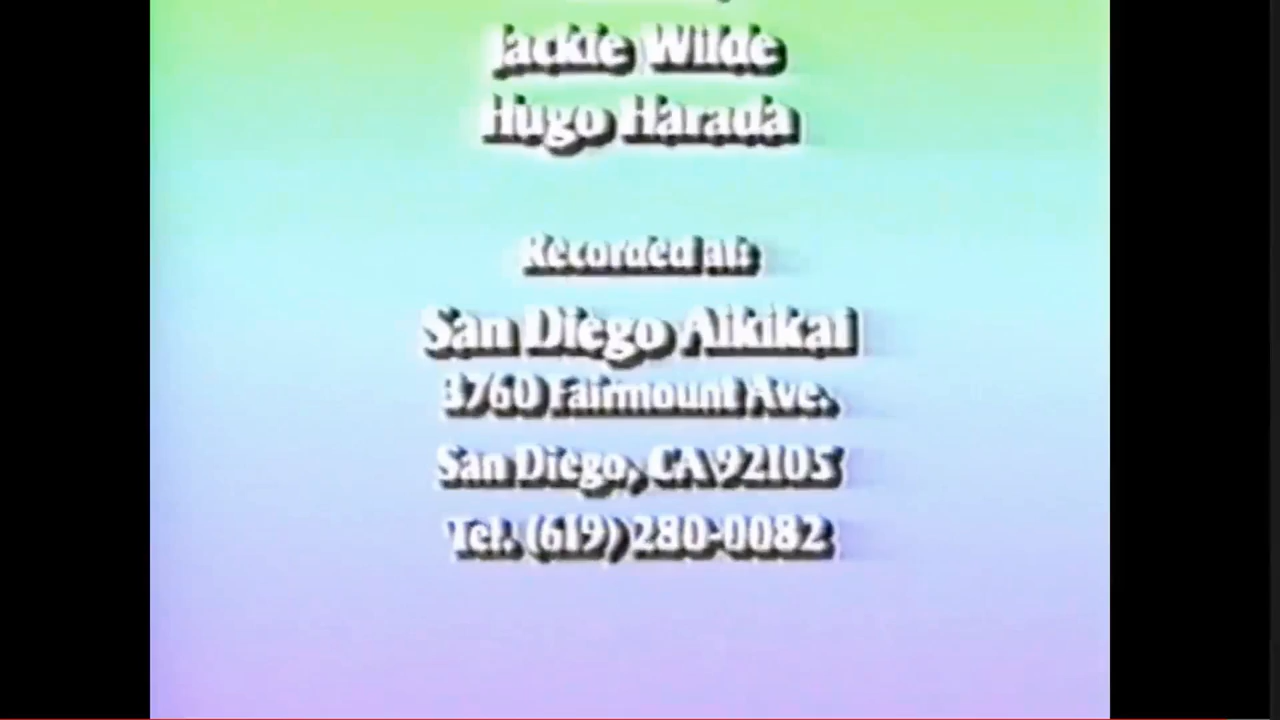 Jackie Wilde
Hugo Harada
Recorded at:
San Diego Aikikai
3760 Fairmount Ave.
San Diego, CA 92105
Tel. (619) 280-0082